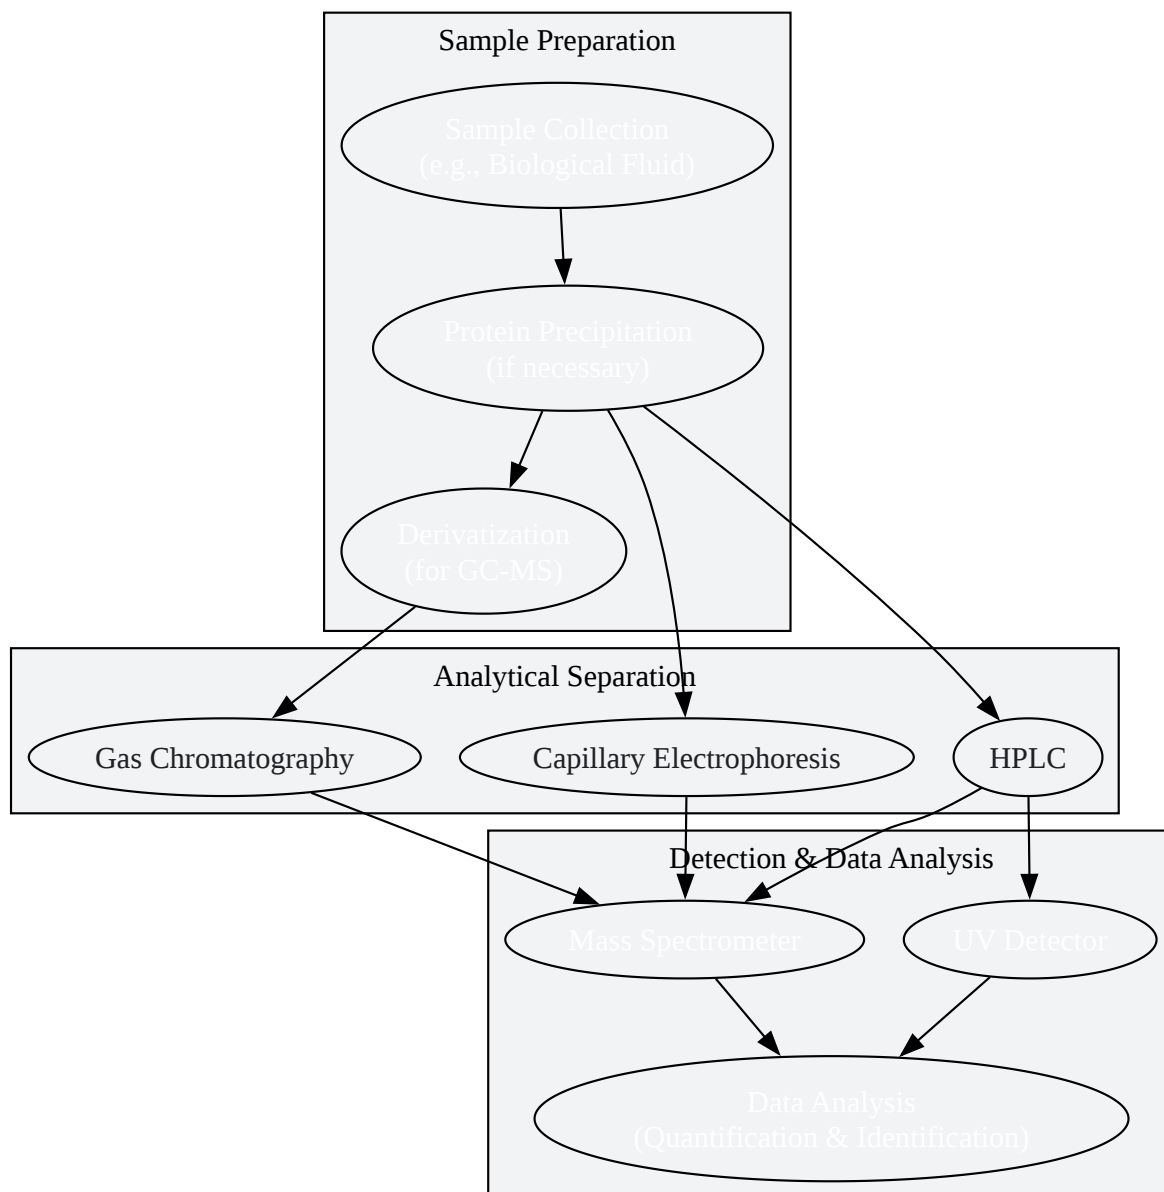 Sample Preparation
Sample Collection
(e.g., Biological Fluid)
Protein Precipitation
(if necessary)
Derivatization
(for GC-MS)
Analytical Separation
Gas Chromatography
Capillary Electrophoresis
HPLC
Detection & Data Analysis
Mass Spectrometer
UV Detector
Data Analysis
(Quantification & Identification)